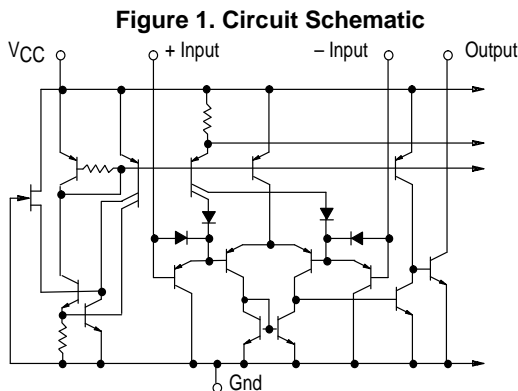 Figure 1. Circuit Schematic
VCC + Input – Input Output
Gnd